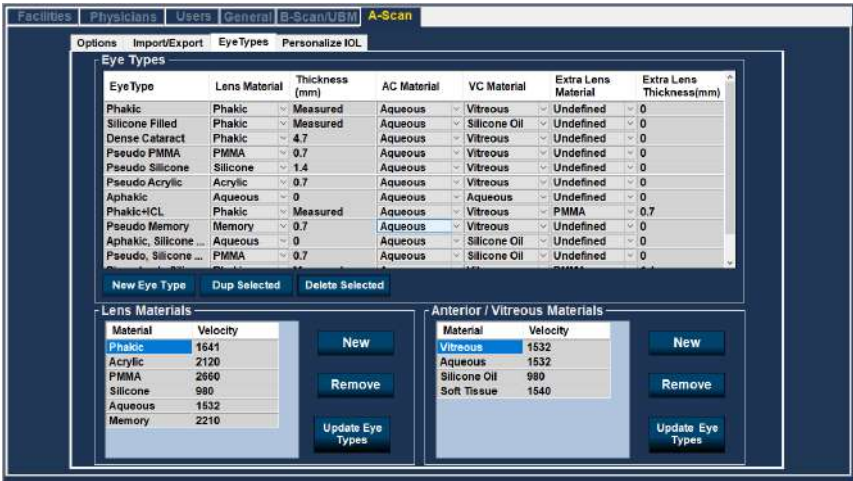 Facilities Physicians Users General B-Scan/UBM A-Scan
Options Import/Export EyeTypes Personalize IOL
Eye Types
EyeType Lens Material Thickness (mm) AC Material VC Material Extra Lens Material Extra Lens Thickness(mm)
Phakic Phakic Measured Aqueous Vitreous Undefined 0
Silicone Filled Phakic Measured Aqueous Silicone Oil Undefined 0
Dense Cataract Phakic 4.7 Aqueous Vitreous Undefined 0
Pseudo PMMA PMMA 0.7 Aqueous Vitreous Undefined 0
Pseudo Silicone Silicone 1.4 Aqueous Vitreous Undefined 0
Pseudo Acrylic Acrylic 0.7 Aqueous Vitreous Undefined 0
Aphakic Aqueous 0 Aqueous Aqueous Undefined 0
Phakic+ICL Phakic Measured Aqueous Vitreous PMMA 0.7
Pseudo Memory Memory 0.7 Aqueous Vitreous Undefined 0
Aphakic, Silicone ... Aqueous 0 Aqueous Silicone Oil Undefined 0
Pseudo, Silicone ... PMMA 0.7 Aqueous Silicone Oil Undefined 0
New Eye Type Dup Selected Delete Selected
Lens Materials
Material Velocity
Phakic 1641
Acrylic 2120
PMMA 2660
Silicone 980
Aqueous 1532
Memory 2210
New
Remove
Update Eye Types
Anterior / Vitreous Materials
Material Velocity
Vitreous 1532
Aqueous 1532
Silicone Oil 980
Soft Tissue 1540
New
Remove
Update Eye Types